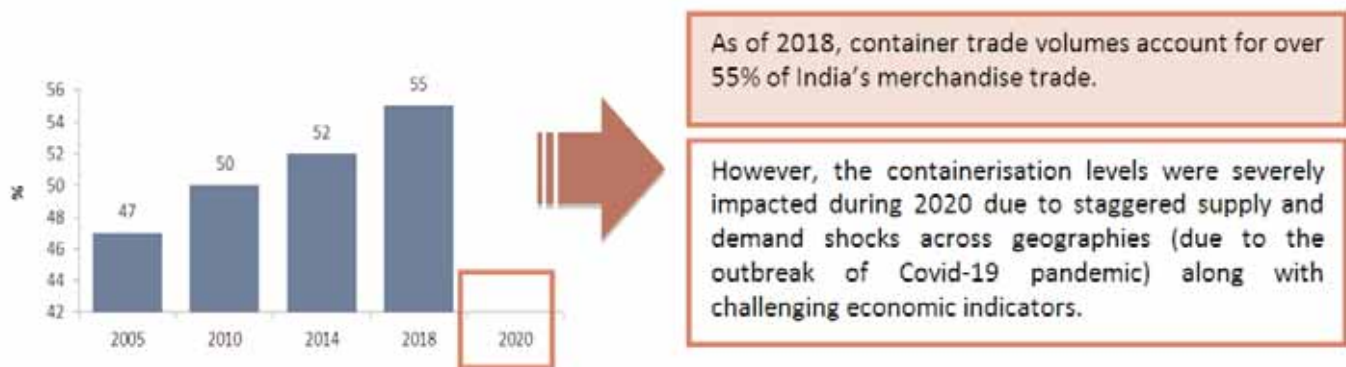 As of 2018, container trade volumes account for over
55% of India's merchandise trade.
However, the containerisation levels were severely
impacted during 2020 due to staggered supply and
demand shocks across geographies (due to the
outbreak of Covid-19 pandemic) along with
challenging economic indicators.
%
56
54
52
50
48
46
44
42
47
50
52
55
2005
2010
2014
2018
2020